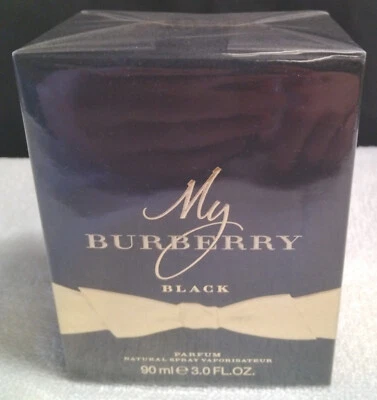 My
BURBERRY
BLACK
PARFUM
NATURAL SPRAY VAPORISATEUR
90 ml e 3.0 FL.OZ.